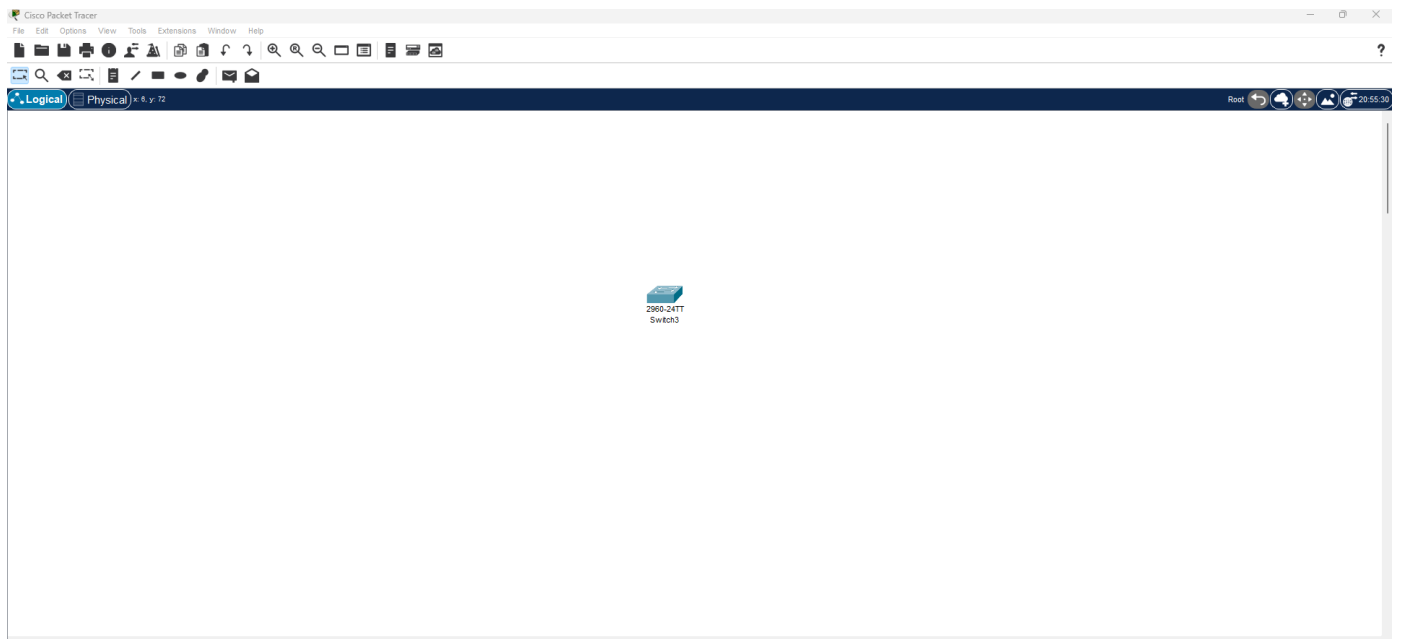 Cisco Packet Tracer
File Edit Options View Tools Extensions Window Help
?
Logical Physical x: 6, y: 72 Root 20:55:30
2960-24TT
Switch3